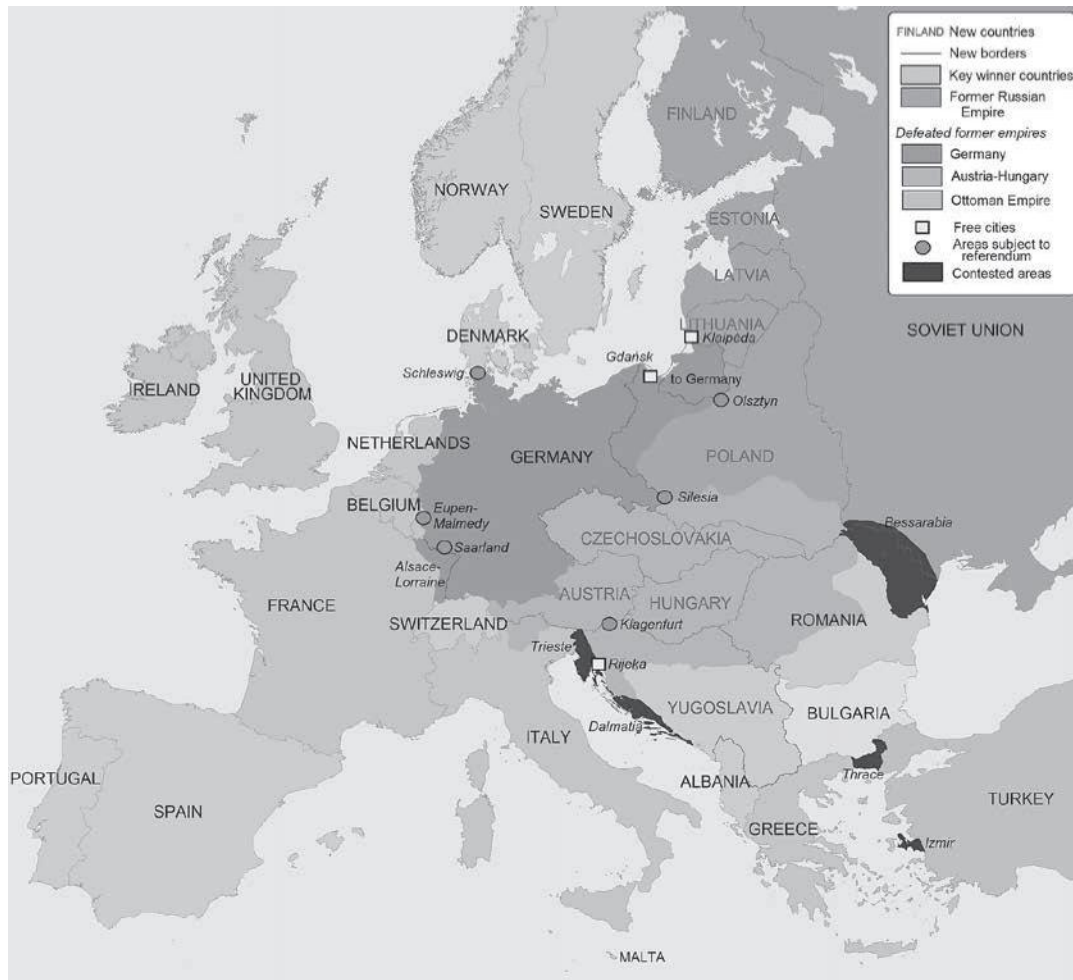 FINLAND New countries
New borders
Key winner countries
Former Russian
Empire
Defeated former empires
Germany
Austria-Hungary
Ottoman Empire
Free cities
Areas subject to
referendum
Contested areas
FINLAND
NORWAY
SWEDEN
ESTONIA
LATVIA
SOVIET UNION
DENMARK
LITHUANIA
Klaipėda
Gdańsk
Schleswig
to Germany
IRELAND
UNITED
KINGDOM
Olsztyn
NETHERLANDS
GERMANY
POLAND
BELGIUM
Eupen-
Malmedy
Silesia
Bessarabia
CZECHOSLOVAKIA
Saarland
Alsace-
Lorraine
AUSTRIA
HUNGARY
FRANCE
SWITZERLAND
Klagenfurt
ROMANIA
Trieste
Rijeka
YUGOSLAVIA
BULGARIA
Dalmatia
ITALY
PORTUGAL
ALBANIA
Thrace
TURKEY
SPAIN
GREECE
Izmir
MALTA